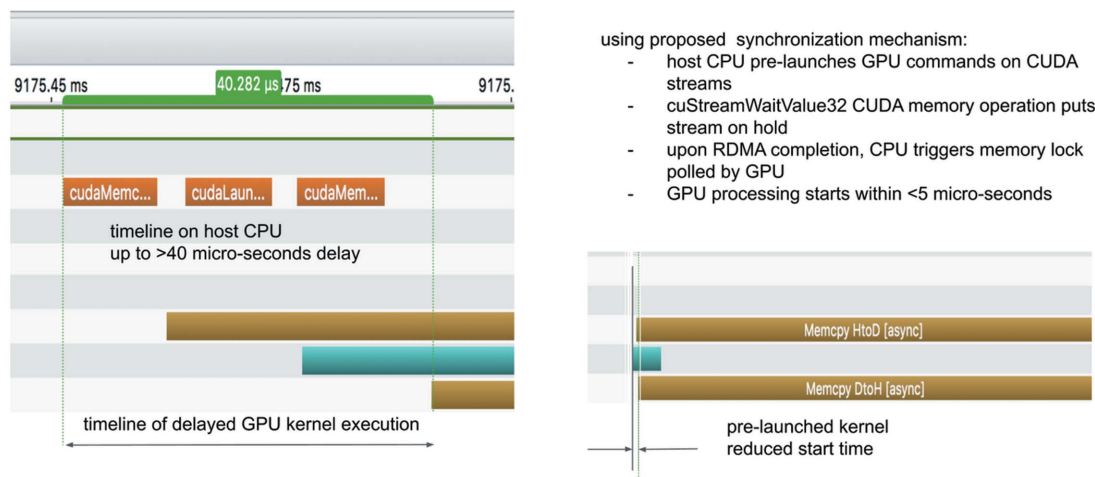 9175.45 ms
40.282 µs
75 ms
9175.
cudaMemc...
cudaLaun...
cudaMem...
timeline on host CPU
up to >40 micro-seconds delay
timeline of delayed GPU kernel execution
using proposed synchronization mechanism:
- host CPU pre-launches GPU commands on CUDA
streams
- cuStreamWaitValue32 CUDA memory operation puts
stream on hold
- upon RDMA completion, CPU triggers memory lock
polled by GPU
- GPU processing starts within <5 micro-seconds
Memcpy HtoD [async]
Memcpy DtoH [async]
pre-launched kernel
reduced start time